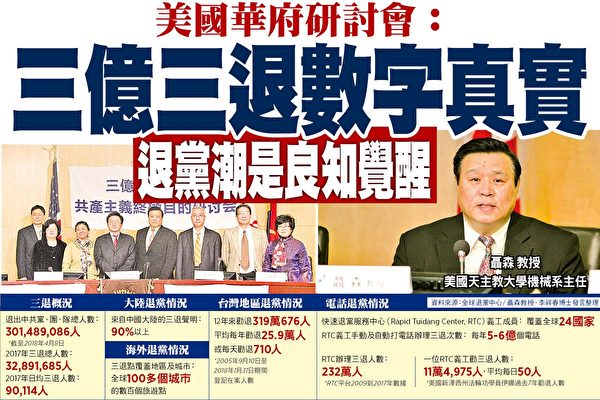 美國華府研討會：
三億三退數字真實
退黨潮是良知覺醒
三億
共產主義終極目的研討会
聶森 教授
美國天主教大學機械系主任
資料來源：全球退黨中心/聶森教授、李祥春博士發言整理
三退概況
退出中共黨、團、隊總人數：
301,489,086人
*截至2018年4月8日
2017年三退總人數：
32,891,685人
2017年日均三退人數：
90,114人
大陸退黨情況
來自中國大陸的三退聲明：
90%以上
海外退黨情況
三退點覆蓋地區及城市：
全球100多個城市
的數百個旅遊點
台灣地區退黨情況
12年來勸退319萬676人
平均每年勸退25.9萬人
或每天勸退710人
*2005年9月10日至
2018年1月31日期間
登記在案人數
電話退黨情況
快速退黨服務中心（Rapid Tuidang Center, RTC）義工成員：覆蓋全球24國家
RTC義工手動及自動打電話辦理三退次數：每年5-6億個電話
RTC辦理三退人數：
232萬人
*RTC平台2009到2017年數據
一位RTC義工勸三退人數：
11萬4,975人，平均每日50人
*美國新澤西州法輪功學員伊娜過去7年勸退人數